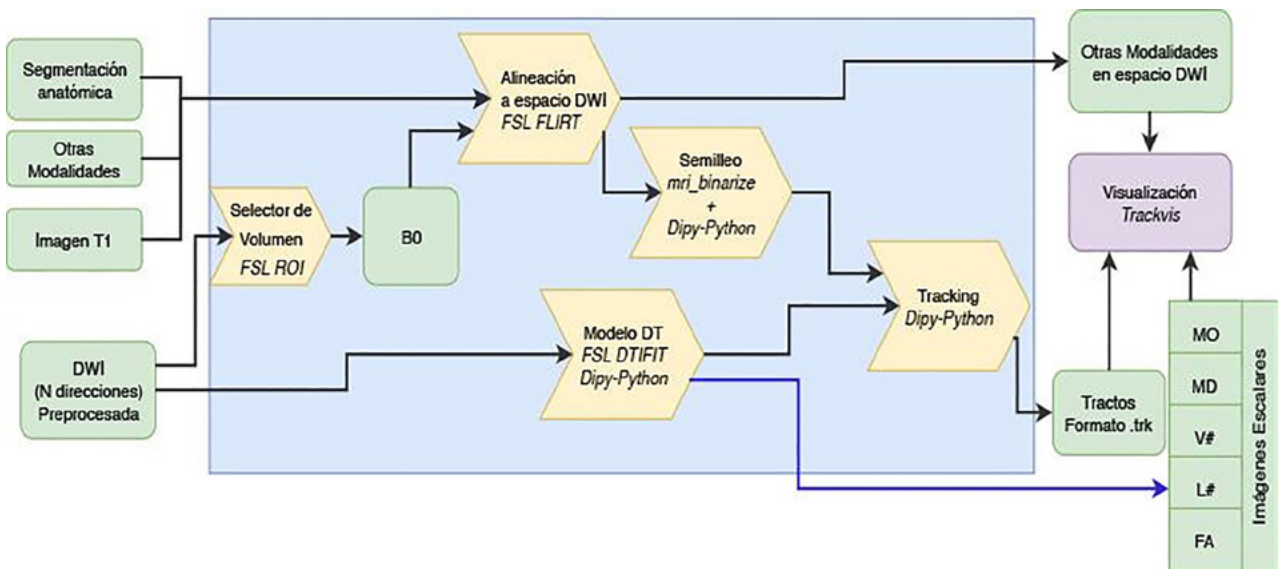 Segmentación
anatómica
Otras
Modalidades
Imagen T1
DWI
(N direcciones)
Preprocesada
Selector de
Volumen
FSL ROI
B0
Alineación
a espacio DWI
FSL FLIRT
Semilleo
mri_binarize
+
Dipy-Python
Modelo DT
FSL DTIFIT
Dipy-Python
Tracking
Dipy-Python
Otras Modalidades
en espacio DWI
Visualización
Trackvis
Tractos
Formato .trk
MO
MD
V#
L#
FA
Imágenes Escalares